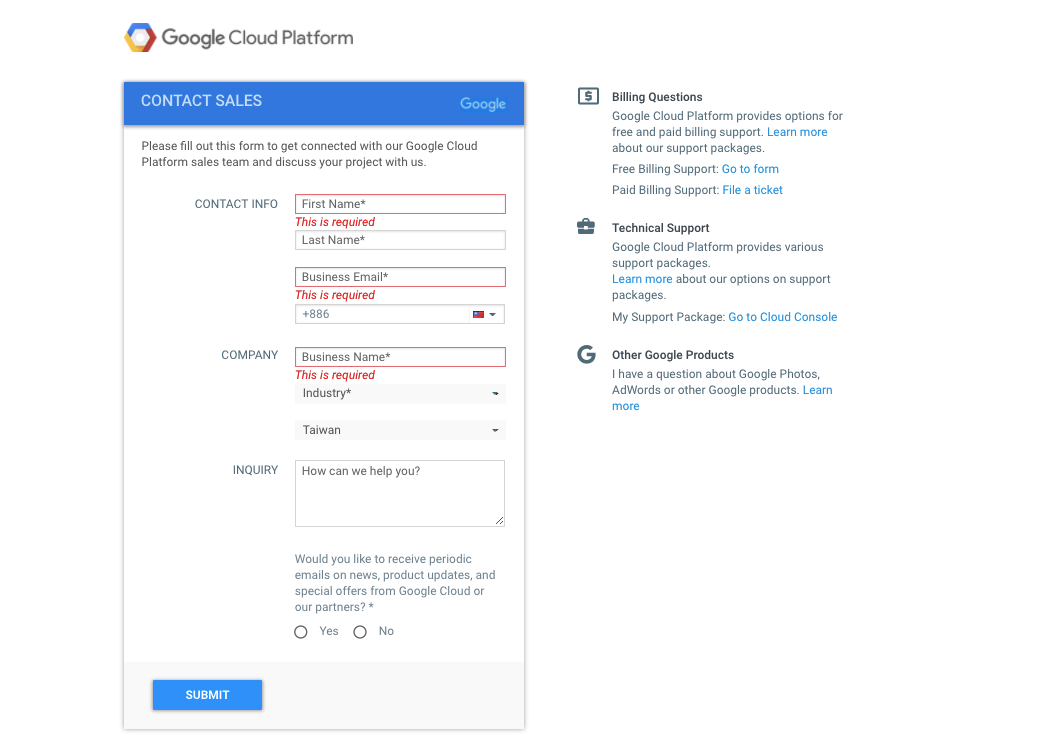 Google Cloud Platform
CONTACT SALES
Google
Please fill out this form to get connected with our Google Cloud
Platform sales team and discuss your project with us.
CONTACT INFO
First Name*
This is required
Last Name*
Business Email*
This is required
+886
COMPANY
Business Name*
This is required
Industry*
Taiwan
INQUIRY
How can we help you?
Would you like to receive periodic
emails on news, product updates, and
special offers from Google Cloud or
our partners? *
Yes No
SUBMIT
$
Billing Questions
Google Cloud Platform provides options for
free and paid billing support. Learn more
about our support packages.
Free Billing Support: Go to form
Paid Billing Support: File a ticket
Technical Support
Google Cloud Platform provides various
support packages.
Learn more about our options on support
packages.
My Support Package: Go to Cloud Console
G
Other Google Products
I have a question about Google Photos,
AdWords or other Google products. Learn
more